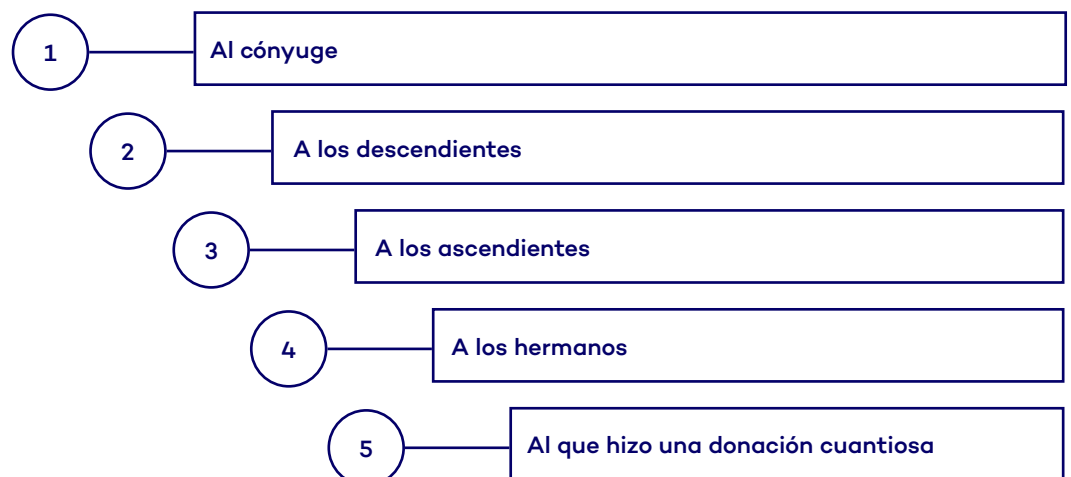 1 Al cónyuge
2 A los descendientes
3 A los ascendientes
4 A los hermanos
5 Al que hizo una donación cuantiosa